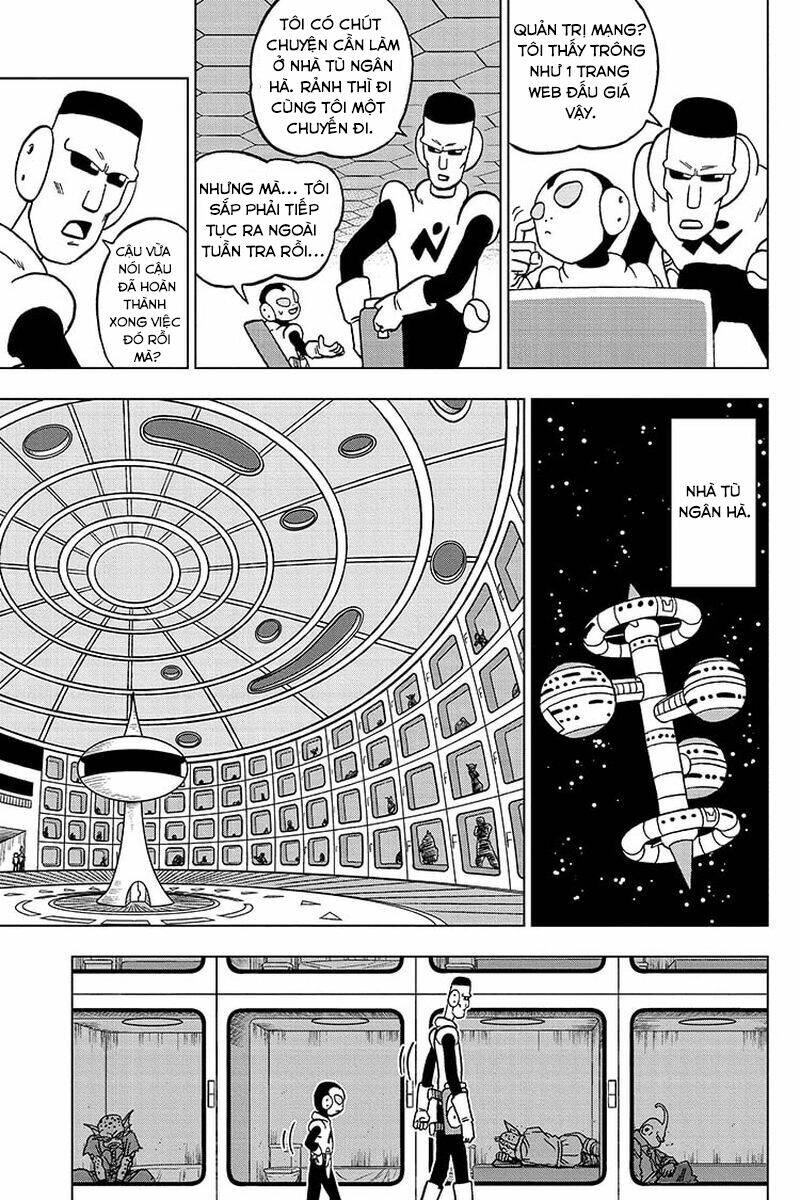 QUẢN TRỊ MẠNG?
TÔI THẤY TRÔNG
NHƯ 1 TRANG
WEB ĐẤU GIÁ
VẬY.
TÔI CÓ CHÚT
CHUYỆN CẦN LÀM
Ở NHÀ TÙ NGÂN
HÀ. RẢNH THÌ ĐI
CÙNG TÔI MỘT
CHUYẾN ĐI.
NHƯNG MÀ... TÔI
SẮP PHẢI TIẾP
TỤC RA NGOÀI
TUẦN TRA RỒI...
CẬU VỪA
NÓI CẬU
ĐÃ HOÀN
THÀNH
XONG VIỆC
ĐÓ RỒI
MÀ?
NHÀ TÙ
NGÂN HÀ.